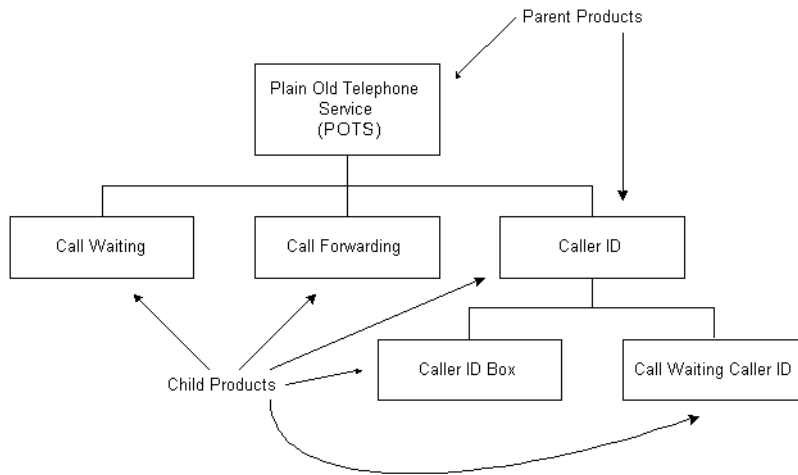 Parent Products
Plain Old Telephone
Service
(POTS)
Call Waiting
Call Forwarding
Caller ID
Caller ID Box
Call Waiting Caller ID
Child Products